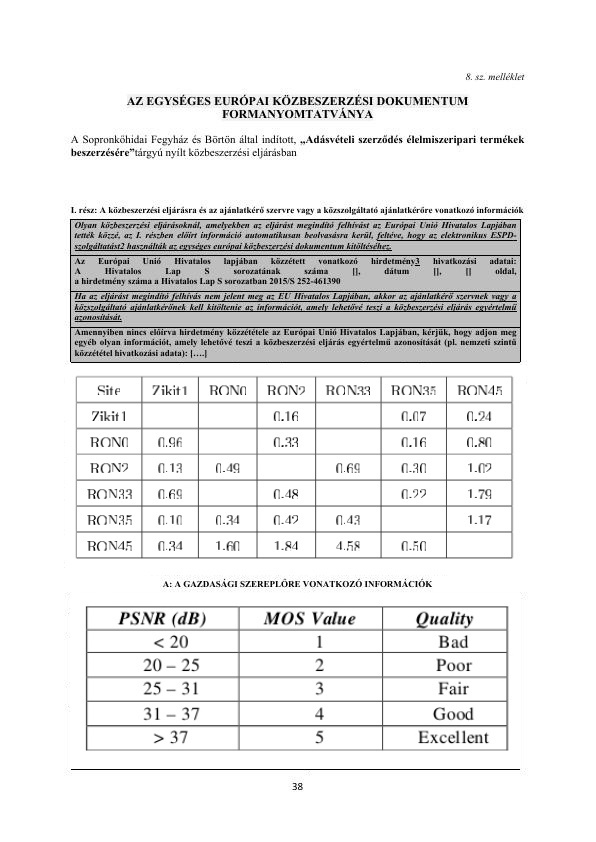 8. sz. melléklet
AZ EGYSÉGES EURÓPAI KÖZBESZERZÉSI DOKUMENTUM
FORMANYOMTATVÁNYA
A Sopronkőhidai Fegyház és Börtön által indított, „Adásvételi szerződés élelmiszeripari termékek
beszerzésére”tárgyú nyílt közbeszerzési eljárásban
I. rész: A közbeszerzési eljárásra és az ajánlatkérő szervre vagy a közszolgáltató ajánlatkérőre vonatkozó információk
Olyan közbeszerzési eljárásoknál, amelyekben az eljárást megindító felhívást az Európai Unió Hivatalos Lapjában
tették közzé, az I. részben előírt információ automatikusan beolvasásra kerül, feltéve, hogy az elektronikus ESPD-
szolgáltatást2 használták az egységes európai közbeszerzési dokumentum kitöltéséhez.
Az Európai Unió Hivatalos lapjában közzétett vonatkozó hirdetmény3 hivatkozási adatai:
A Hivatalos Lap S sorozatának száma [], dátum [], [] oldal,
a hirdetmény száma a Hivatalos Lap S sorozatban 2015/S 252-461390
Ha az eljárást megindító felhívás nem jelent meg az EU Hivatalos Lapjában, akkor az ajánlatkérő szervnek vagy a
közszolgáltató ajánlatkérőnek kell kitöltenie az információt, amely lehetővé teszi a közbeszerzési eljárás egyértelmű
azonosítását.
Amennyiben nincs előírva hirdetmény közzététele az Európai Unió Hivatalos Lapjában, kérjük, hogy adjon meg
egyéb olyan információt, amely lehetővé teszi a közbeszerzési eljárás egyértelmű azonosítását (pl. nemzeti szintű
közzététel hivatkozási adata): [….]
Site Zikit1 RON0 RON2 RON33 RON35 RON45
Zikit1 0.16 0.07 0.24
RON0 0.96 0.33 0.16 0.80
RON2 0.13 0.49 0.69 0.30 1.02
RON33 0.69 0.48 0.22 1.79
RON35 0.10 0.34 0.42 0.43 1.17
RON45 0.34 1.60 1.84 4.58 0.50
A: A GAZDASÁGI SZEREPLŐRE VONATKOZÓ INFORMÁCIÓK
PSNR (dB) MOS Value Quality
< 20 1 Bad
20 – 25 2 Poor
25 – 31 3 Fair
31 – 37 4 Good
> 37 5 Excellent
38